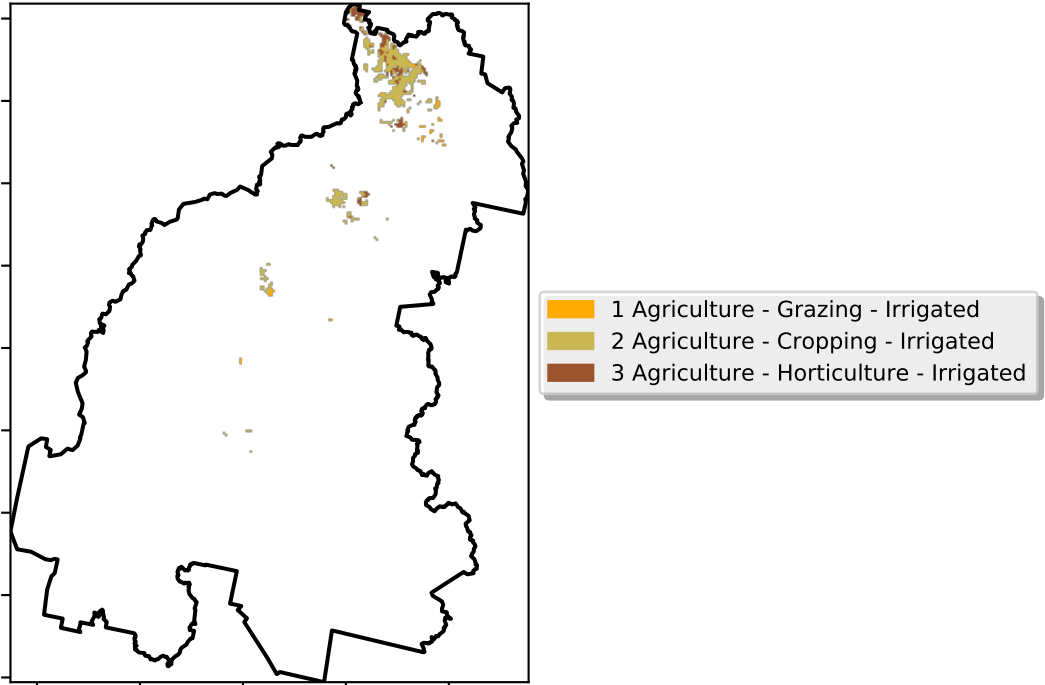 1 Agriculture - Grazing - Irrigated
2 Agriculture - Cropping - Irrigated
3 Agriculture - Horticulture - Irrigated